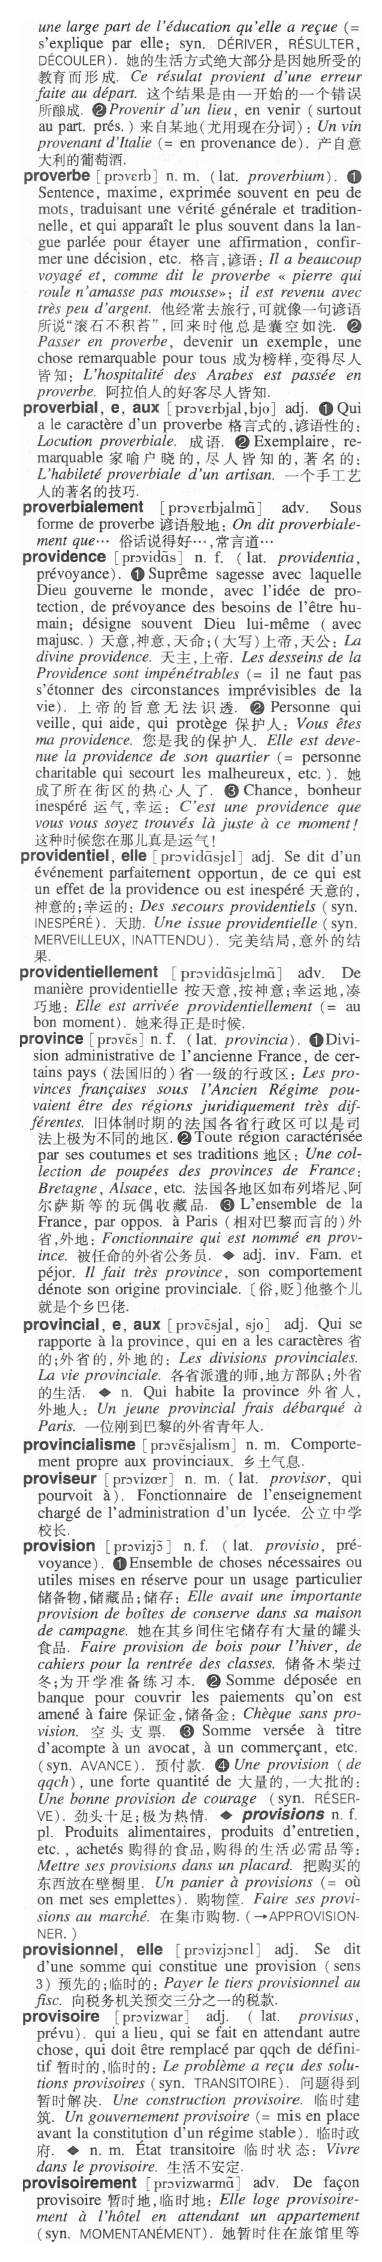 une large part de l'éducation qu'elle a reçue (=
s'explique par elle; syn. DÉRIVER, RÉSULTER,
DÉCOULER). 她的生活方式绝大部分是因她所受的
教育而形成. Ce résulat provient d'une erreur
faite au départ. 这个结果是由一开始的一个错误
所酿成. ❷Provenir d'un lieu, en venir (surtout
au part. prés.) 来自某地(尤用现在分词): Un vin
provenant d'Italie (= en provenance de). 产自意
大利的葡萄酒.
proverbe [prɔvɛrb] n. m. (lat. proverbium). ❶
Sentence, maxime, exprimée souvent en peu de
mots, traduisant une vérité générale et tradition-
nelle, et qui apparaît le plus souvent dans la lan-
gue parlée pour étayer une affirmation, confir-
mer une décision, etc. 格言,谚语: Il a beaucoup
voyagé et, comme dit le proverbe « pierre qui
roule n'amasse pas mousse»; il est revenu avec
très peu d'argent. 他经常去旅行,可就像一句谚语
所说“滚石不积苔”,回来时他总是囊空如洗. ❷
Passer en proverbe, devenir un exemple, une
chose remarquable pour tous 成为榜样,变得尽人
皆知: L'hospitalité des Arabes est passée en
proverbe. 阿拉伯人的好客尽人皆知.
proverbial, e, aux [prɔvɛrbjal,bjo] adj. ❶Qui
a le caractère d'un proverbe 格言式的,谚语性的:
Locution proverbiale. 成语. ❷Exemplaire, re-
marquable 家喻户晓的,尽人皆知的,著名的:
L'habileté proverbiale d'un artisan. 一个手工艺
人的著名的技巧.
proverbialement [prɔvɛrbjalmɑ̃] adv. Sous
forme de proverbe 谚语般地: On dit proverbiale-
ment que… 俗话说得好…,常言道…
providence [prɔvidɑ̃s] n. f. (lat. providentia,
prévoyance). ❶Suprême sagesse avec laquelle
Dieu gouverne le monde, avec l'idée de pro-
tection, de prévoyance des besoins de l'être hu-
main; désigne souvent Dieu lui-même (avec
majusc.) 天意,神意,天命;(大写)上帝,天公: La
divine providence. 天主,上帝. Les desseins de la
Providence sont impénétrables (= il ne faut pas
s'étonner des circonstances imprévisibles de la
vie). 上帝的旨意无法识透. ❷ Personne qui
veille, qui aide, qui protège 保护人: Vous êtes
ma providence. 您是我的保护人. Elle est deve-
nue la providence de son quartier (= personne
charitable qui secourt les malheureux, etc.). 她
成了所在街区的热心人了. ❸ Chance, bonheur
inespéré 运气,幸运: C'est une providence que
vous vous soyez trouvés là juste à ce moment!
这种时候您在那儿真是运气!
providentiel, elle [prɔvidɑ̃sjɛl] adj. Se dit d'un
événement parfaitement opportun, de ce qui est
un effet de la providence ou est inespéré 天意的,
神意的;幸运的: Des secours providentiels (syn.
INESPÉRÉ). 天助. Une issue providentielle (syn.
MERVEILLEUX, INATTENDU). 完美结局,意外的结
果.
providentiellement [prɔvidɑ̃sjɛlmɑ̃] adv. De
manière providentielle 按天意,按神意;幸运地,凑
巧地: Elle est arrivée providentiellement (= au
bon moment). 她来得正是时候.
province [prɔvɛ̃s] n. f. (lat. provincia). ❶Divi-
sion administrative de l'ancienne France, de cer-
tains pays (法国旧的)省一级的行政区: Les pro-
vinces françaises sous l'Ancien Régime pou-
vaient être des régions juridiquement très dif-
férentes. 旧体制时期的法国各省行政区可以是司
法上极为不同的地区. ❷Toute région caractérisée
par ses coutumes et ses traditions 地区: Une col-
lection de poupées des provinces de France:
Bretagne, Alsace, etc. 法国各地区如布列塔尼、阿
尔萨斯等的玩偶收藏品. ❸ L'ensemble de la
France, par oppos. à Paris (相对巴黎而言的)外
省,外地: Fonctionnaire qui est nommé en prov-
ince. 被任命的外省公务员. ◆ adj. inv. Fam. et
péjor. Il fait très province, son comportement
dénote son origine provinciale. 〔俗,贬〕他整个儿
就是个乡巴佬.
provincial, e, aux [prɔvɛ̃sjal, sjo] adj. Qui se
rapporte à la province, qui en a les caractères 省
的;外省的,外地的: Les divisions provinciales.
La vie provinciale. 各省派遣的师,地方部队;外省
的生活. ◆ n. Qui habite la province 外省人,
外地人: Un jeune provincial frais débarqué à
Paris. 一位刚到巴黎的外省青年人.
provincialisme [prɔvɛ̃sjalism] n. m. Comporte-
ment propre aux provinciaux. 乡土气息.
proviseur [prɔvizœr] n. m. (lat. provisor, qui
pourvoit à). Fonctionnaire de l'enseignement
chargé de l'administration d'un lycée. 公立中学
校长.
provision [prɔvizjɔ̃] n.f. (lat. provisio, pré-
voyance). ❶Ensemble de choses nécessaires ou
utiles mises en réserve pour un usage particulier
储备物,储藏品;储存: Elle avait une importante
provision de boîtes de conserve dans sa maison
de campagne. 她在其乡间住宅储存有大量的罐头
食品. Faire provision de bois pour l'hiver, de
cahiers pour la rentrée des classes. 储备木柴过
冬;为开学准备练习本. ❷ Somme déposée en
banque pour couvrir les paiements qu'on est
amené à faire 保证金,储备金: Chèque sans pro-
vision. 空头支票. ❸ Somme versée à titre
d'acompte à un avocat, à un commerçant, etc.
(syn. AVANCE). 预付款. ❹ Une provision (de
qqch), une forte quantité de 大量的,一大批的:
Une bonne provision de courage (syn. RÉSER-
VE). 劲头十足;极为热情. ◆ provisions n. f.
pl. Produits alimentaires, produits d'entretien,
etc., achetés 购得的食品,购得的生活必需品等:
Mettre ses provisions dans un placard. 把购买的
东西放在壁橱里. Un panier à provisions (= où
on met ses emplettes). 购物筐. Faire ses provi-
sions au marché. 在集市购物. (→APPROVISION-
NER.)
provisionnel, elle [prɔvizjɔnɛl] adj. Se dit
d'une somme qui constitue une provision (sens
3) 预先的;临时的: Payer le tiers provisionnel au
fisc. 向税务机关预交三分之一的税款.
provisoire [prɔvizwar] adj. (lat. provisus,
prévu). qui a lieu, qui se fait en attendant autre
chose, qui doit être remplacé par qqch de défini-
tif 暂时的,临时的: Le problème a reçu des solu-
tions provisoires (syn. TRANSITOIRE). 问题得到
暂时解决. Une construction provisoire. 临时建
筑. Un gouvernement provisoire (= mis en place
avant la constitution d'un régime stable). 临时政
府. ◆ n. m. État transitoire 临时状态: Vivre
dans le provisoire. 生活不安定.
provisoirement [prɔvizwarmɑ̃] adv. De façon
provisoire 暂时地,临时地: Elle loge provisoire-
ment à l'hôtel en attendant un appartement
(syn. MOMENTANÉMENT). 她暂时住在旅馆里等